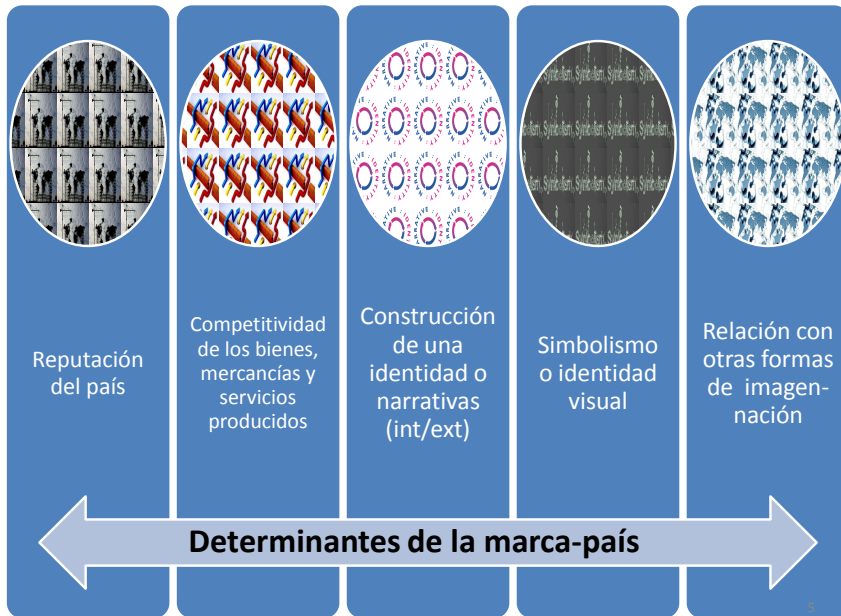 Reputación
del país
Competitividad
de los bienes,
mercancías y
servicios
producidos
Construcción
de una
identidad o
narrativas
(int/ext)
Simbolismo
o identidad
visual
Relación con
otras formas
de imagen-
nación
Determinantes de la marca-país
5